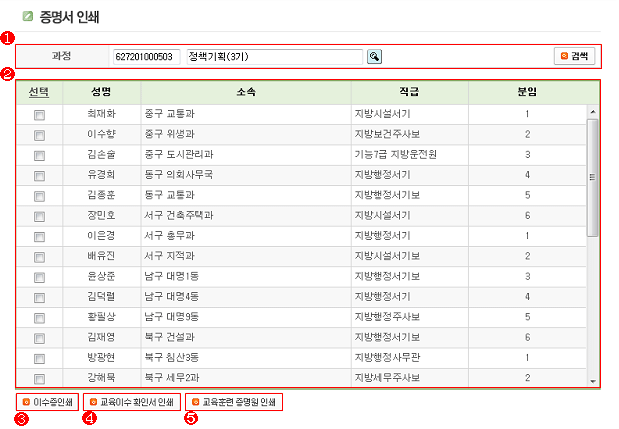 증명서 인쇄
1
과정 627201000503 정책기획(3기) 검색
2
선택 성명 소속 직급 분임
최재화 중구 교통과 지방시설서기 1
이수향 중구 위생과 지방보건주사보 2
김손술 중구 도시관리과 기능7급 지방운전원 3
유경희 동구 의회사무국 지방행정서기 4
김종훈 동구 교통과 지방행정서기보 5
장민호 서구 건축주택과 지방시설서기 6
이은경 서구 총무과 지방행정서기 1
배유진 서구 지적과 지방시설서기보 2
윤상준 남구 대명1동 지방행정서기보 3
김덕렬 남구 대명4동 지방행정서기 4
황필상 남구 대명9동 지방행정주사보 5
김재영 북구 건설과 지방행정서기보 6
방광현 북구 침산3동 지방행정사무관 1
강해묵 북구 세무2과 지방세무주사보 2
이수증인쇄 교육이수 확인서 인쇄 교육훈련 증명원 인쇄
3 4 5